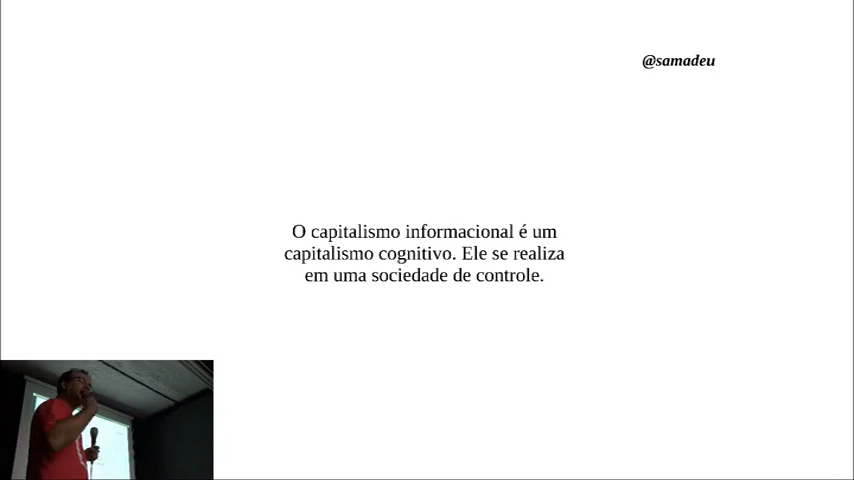 @samadeu
O capitalismo informacional é um
capitalismo cognitivo. Ele se realiza
em uma sociedade de controle.